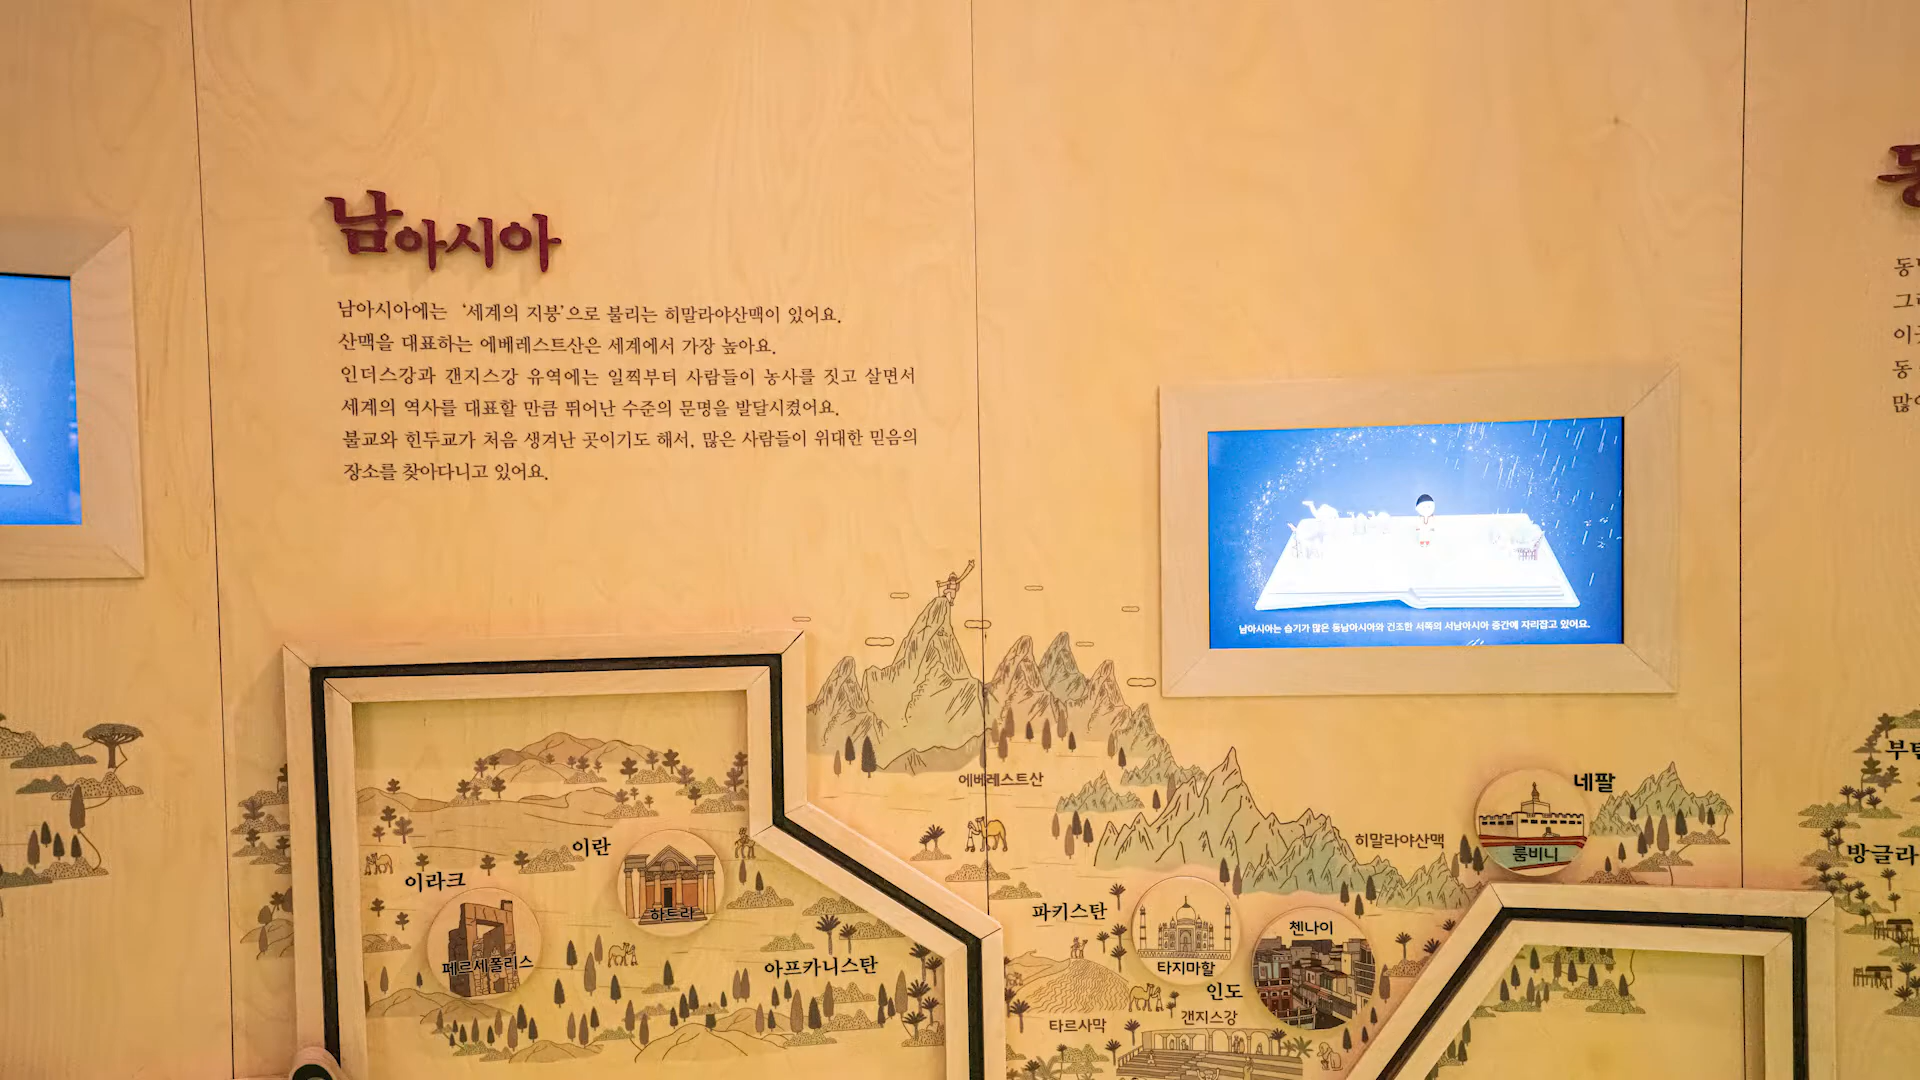 남아시아
남아시아에는 ‘세계의 지붕’으로 불리는 히말라야산맥이 있어요.
산맥을 대표하는 에베레스트산은 세계에서 가장 높아요.
인더스강과 갠지스강 유역에는 일찍부터 사람들이 농사를 짓고 살면서
세계의 역사를 대표할 만큼 뛰어난 수준의 문명을 발달시켰어요.
불교와 힌두교가 처음 생겨난 곳이기도 해서, 많은 사람들이 위대한 믿음의
장소를 찾아다니고 있어요.
남아시아는 습기가 많은 동남아시아와 건조한 서쪽의 서남아시아 중간에 자리잡고 있어요.
에베레스트산
네팔
히말라야산맥
룸비니
이란
이라크
하트라
페르세폴리스
아프카니스탄
파키스탄
타지마할
첸나이
인도
갠지스강
타르사막
방글라
이
동
많